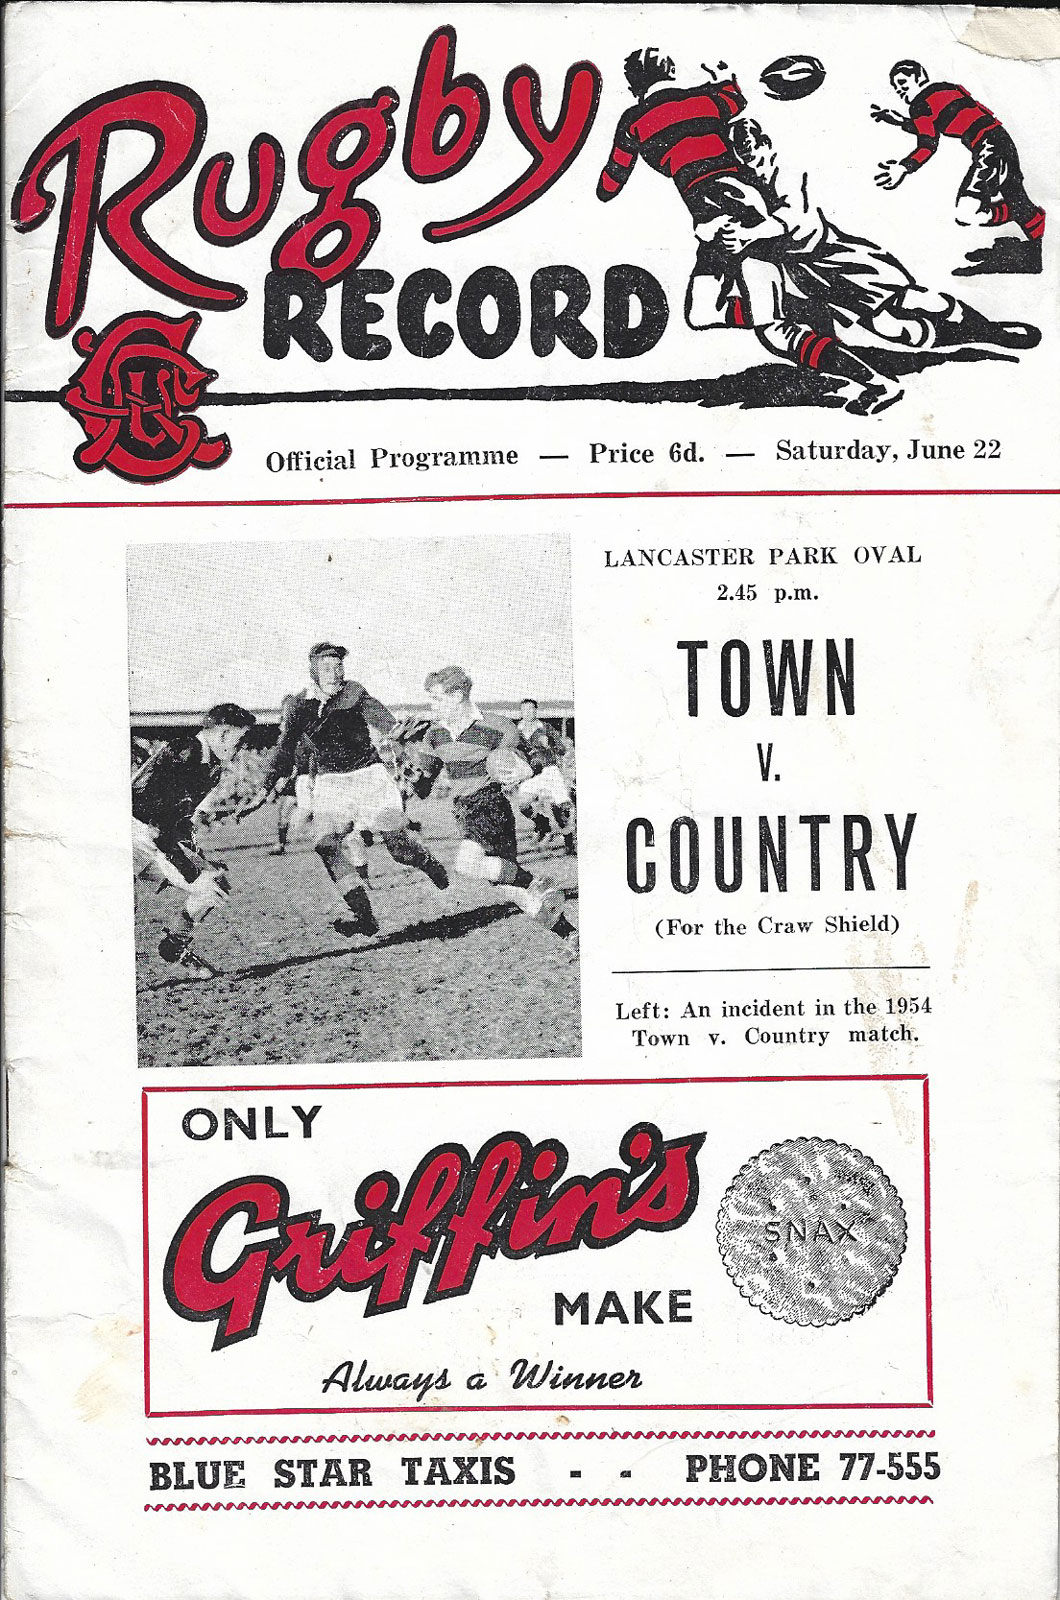 Rugby
RECORD
Official Programme — Price 6d. — Saturday, June 22
LANCASTER PARK OVAL
2.45 p.m.
TOWN
V.
COUNTRY
(For the Craw Shield)
Left: An incident in the 1954
Town v. Country match.
ONLY
Griffin's
SNAX
MAKE
Always a Winner
BLUE STAR TAXIS - - PHONE 77-555